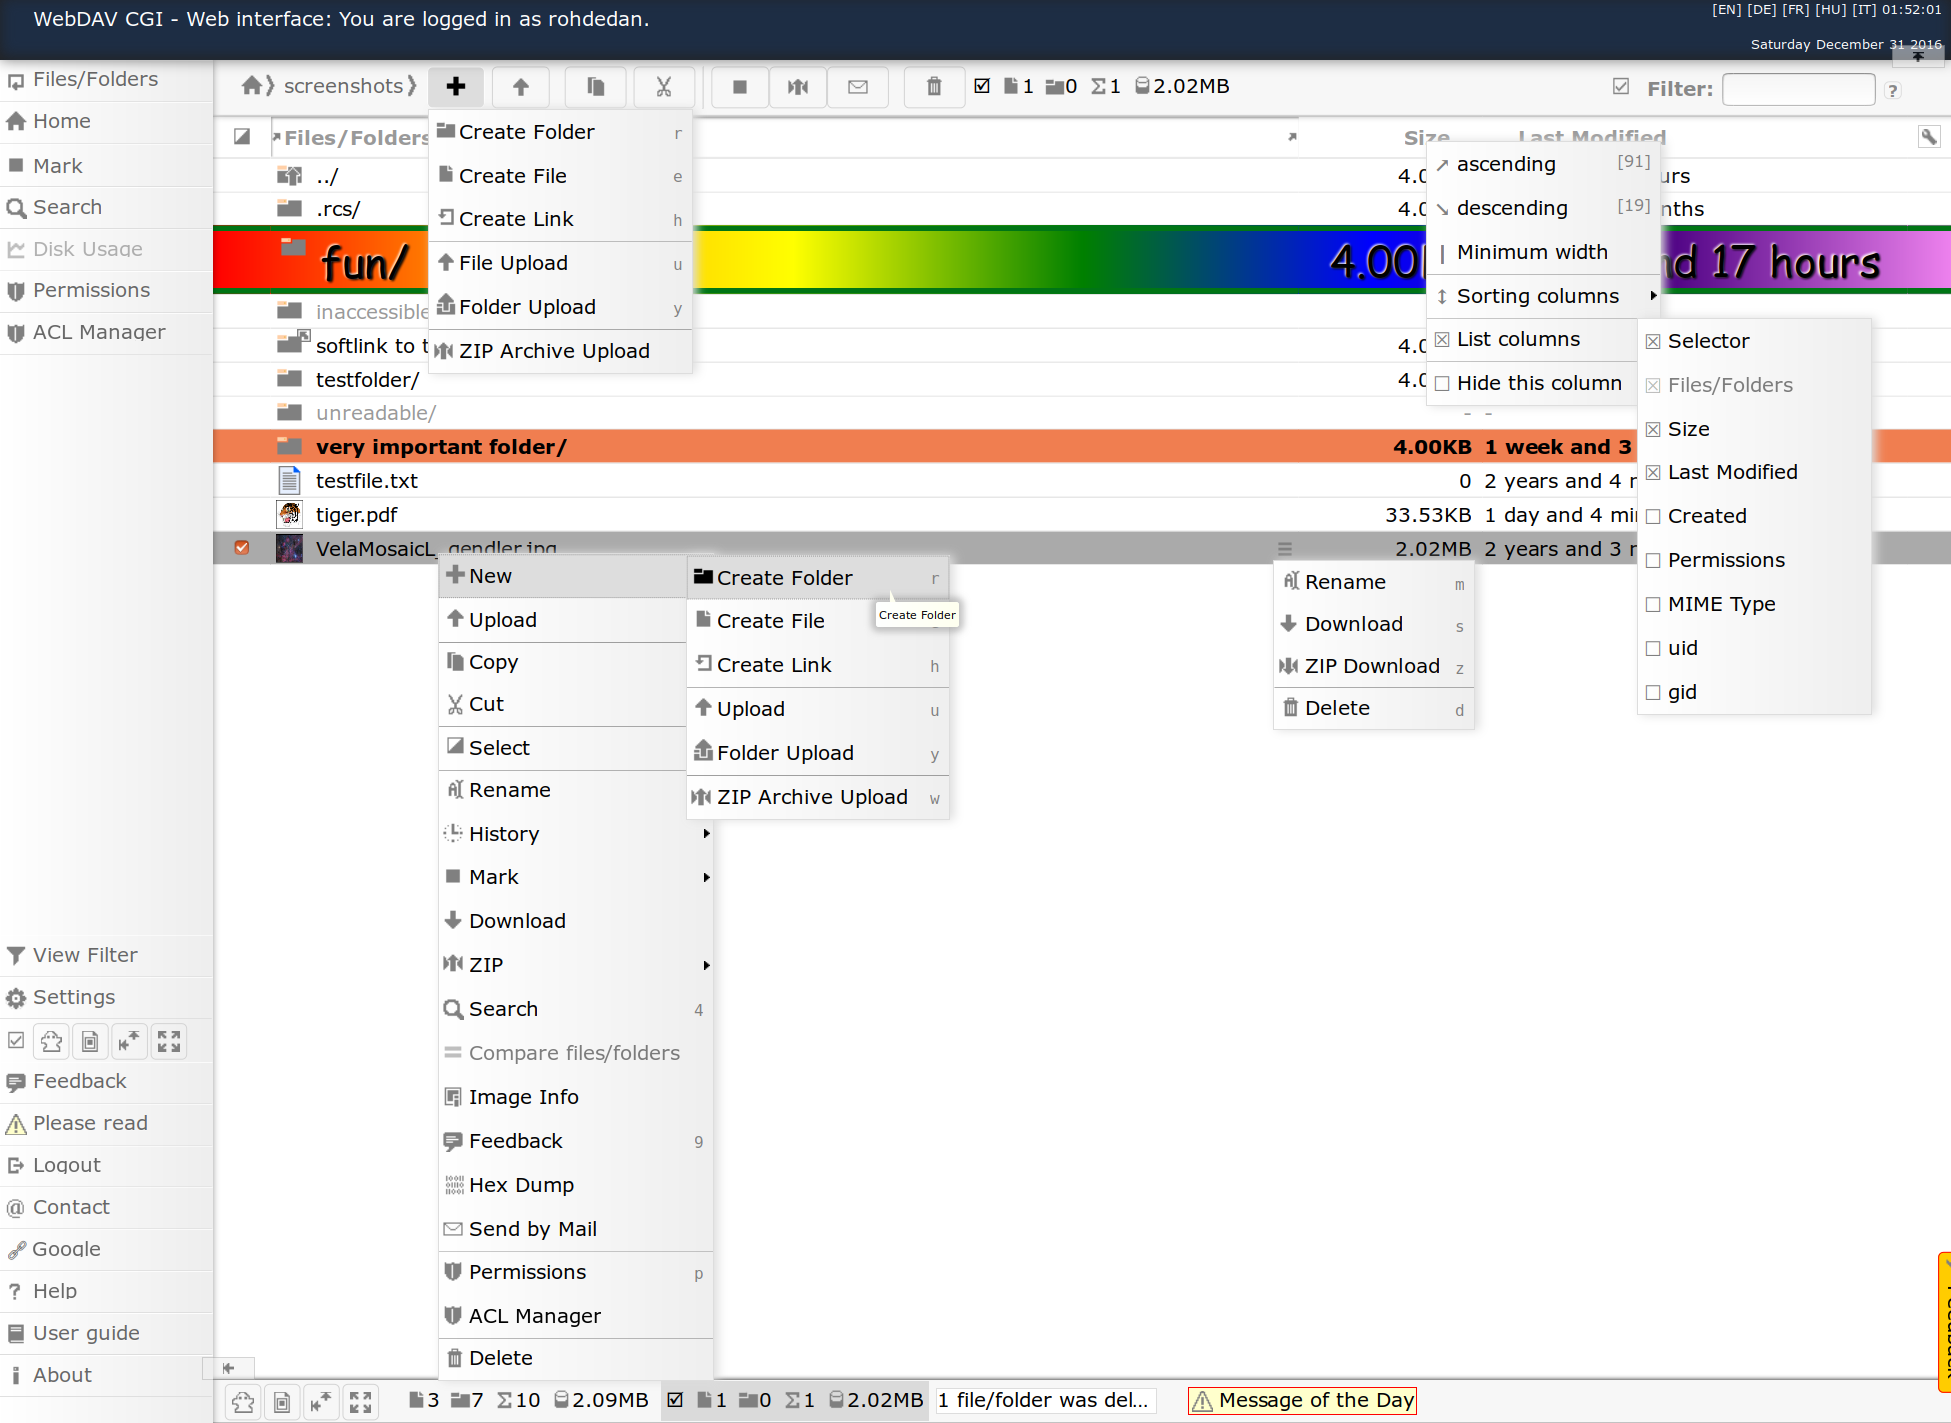 WebDAV CGI - Web interface: You are logged in as rohdedan.
[EN] [DE] [FR] [HU] [IT] 01:52:01
Saturday December 31 2016
Files/Folders
Home
Mark
Search
Disk Usage
Permissions
ACL Manager
View Filter
Settings
Feedback
Please read
Logout
Contact
Google
Help
User guide
About
screenshots
1 0 Σ1 2.02MB
Filter: ?
Files/Folders Size Last Modified
../ 4.0 urs
.rcs/ 4.0 nths
fun/ 4.00 nd 17 hours
inaccessible
softlink to t 4.0
testfolder/ 4.0
unreadable/ - -
very important folder/ 4.00KB 1 week and 3
testfile.txt 0 2 years and 4
tiger.pdf 33.53KB 1 day and 4
VelaMosaicL_gendler.jpg 2.02MB 2 years and 3
Create Folder r
Create File e
Create Link h
File Upload u
Folder Upload y
ZIP Archive Upload
ascending [91]
descending [19]
Minimum width
Sorting columns
List columns
Hide this column
Selector
Files/Folders
Size
Last Modified
Created
Permissions
MIME Type
uid
gid
New
Upload
Copy
Cut
Select
Rename
History
Mark
Download
ZIP
Search 4
Compare files/folders
Image Info
Feedback 9
Hex Dump
Send by Mail
Permissions p
ACL Manager
Delete
Create Folder r
Create Folder
Create File
Create Link h
Upload u
Folder Upload y
ZIP Archive Upload w
Rename m
Download s
ZIP Download z
Delete d
3 7 Σ10 2.09MB 1 0 Σ1 2.02MB 1 file/folder was del... Message of the Day